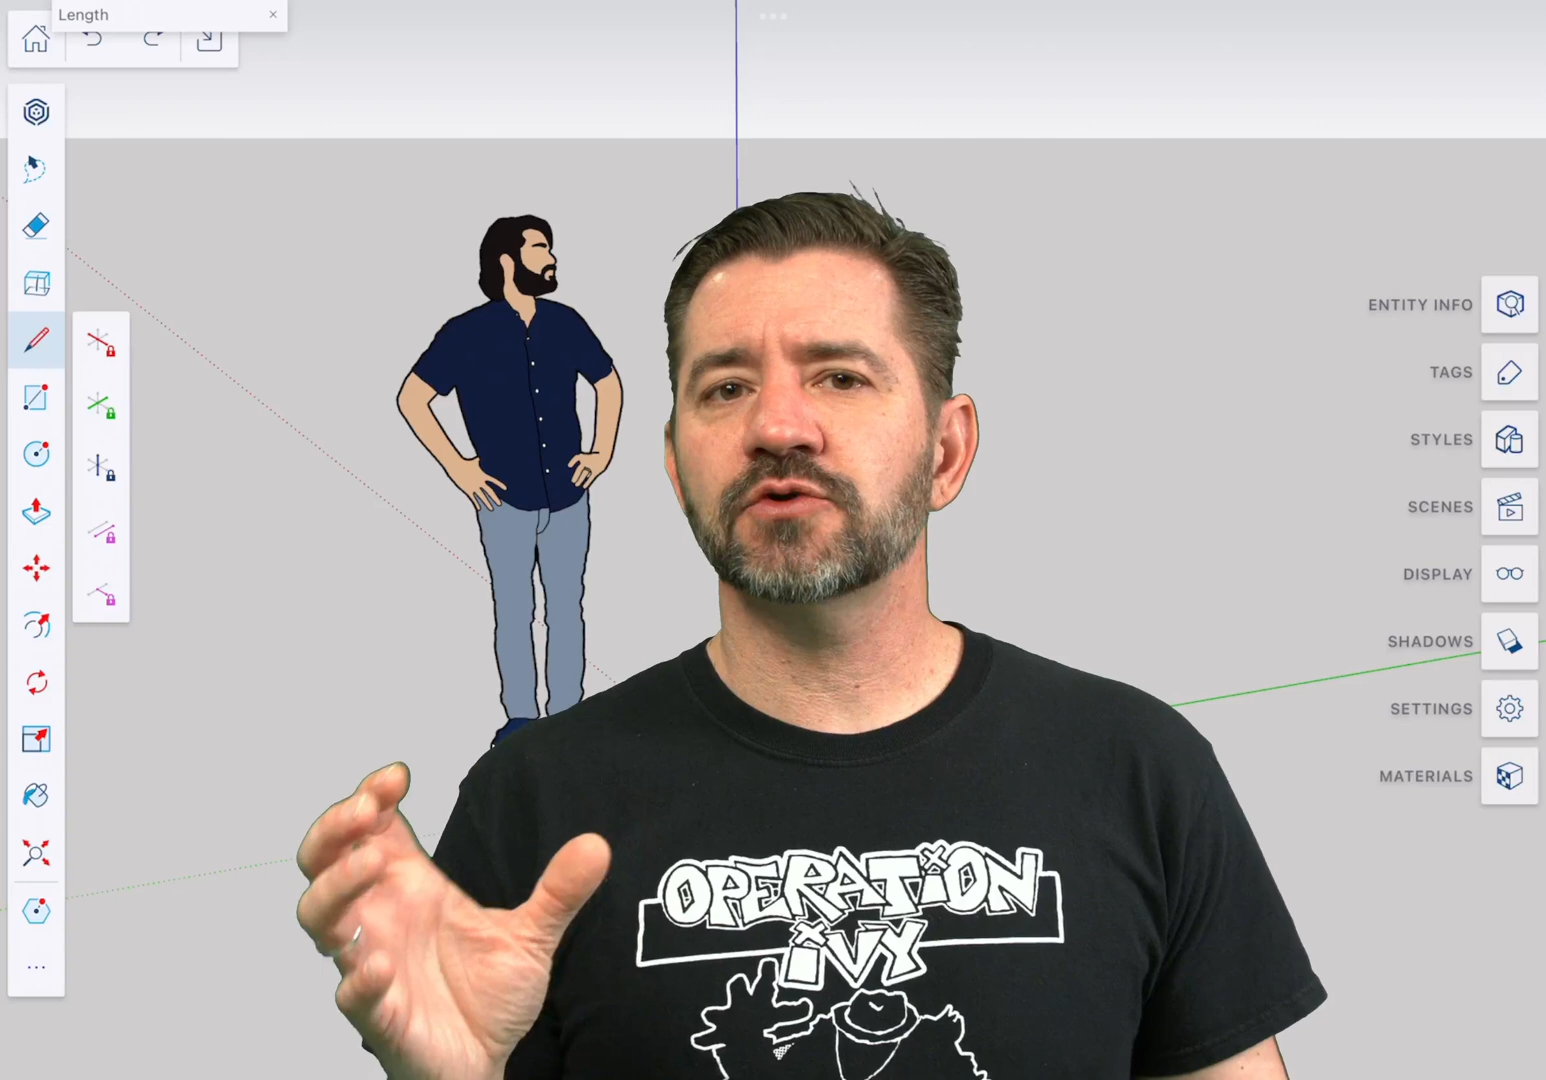 Length
ENTITY INFO
TAGS
STYLES
SCENES
DISPLAY
SHADOWS
SETTINGS
MATERIALS
OPERATION
IVY